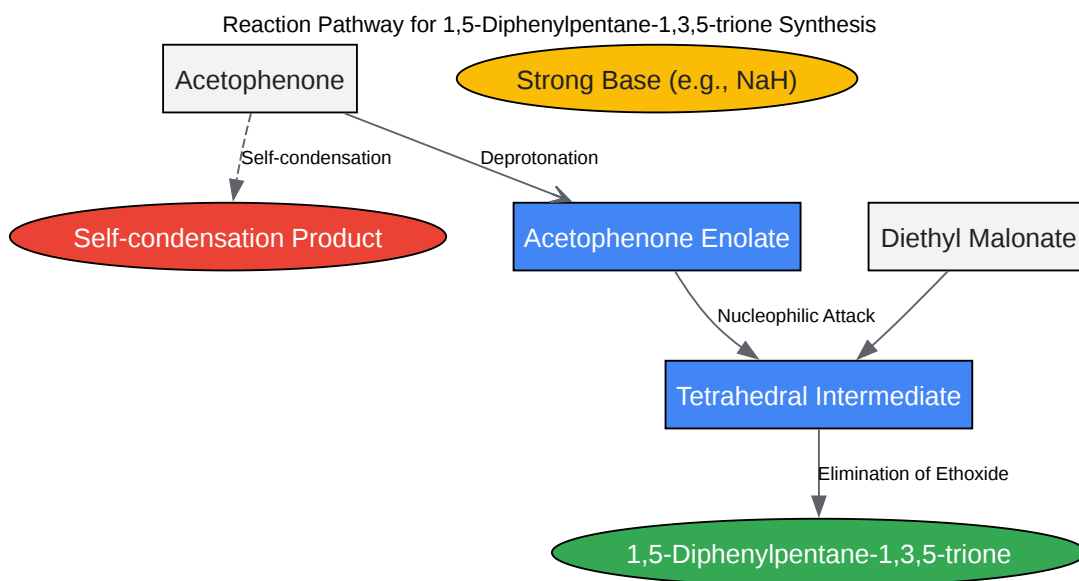 Reaction Pathway for 1,5-Diphenylpentane-1,3,5-trione Synthesis
Acetophenone
Strong Base (e.g., NaH)
Self-condensation
Deprotonation
Self-condensation Product
Acetophenone Enolate
Diethyl Malonate
Nucleophilic Attack
Tetrahedral Intermediate
Elimination of Ethoxide
1,5-Diphenylpentane-1,3,5-trione